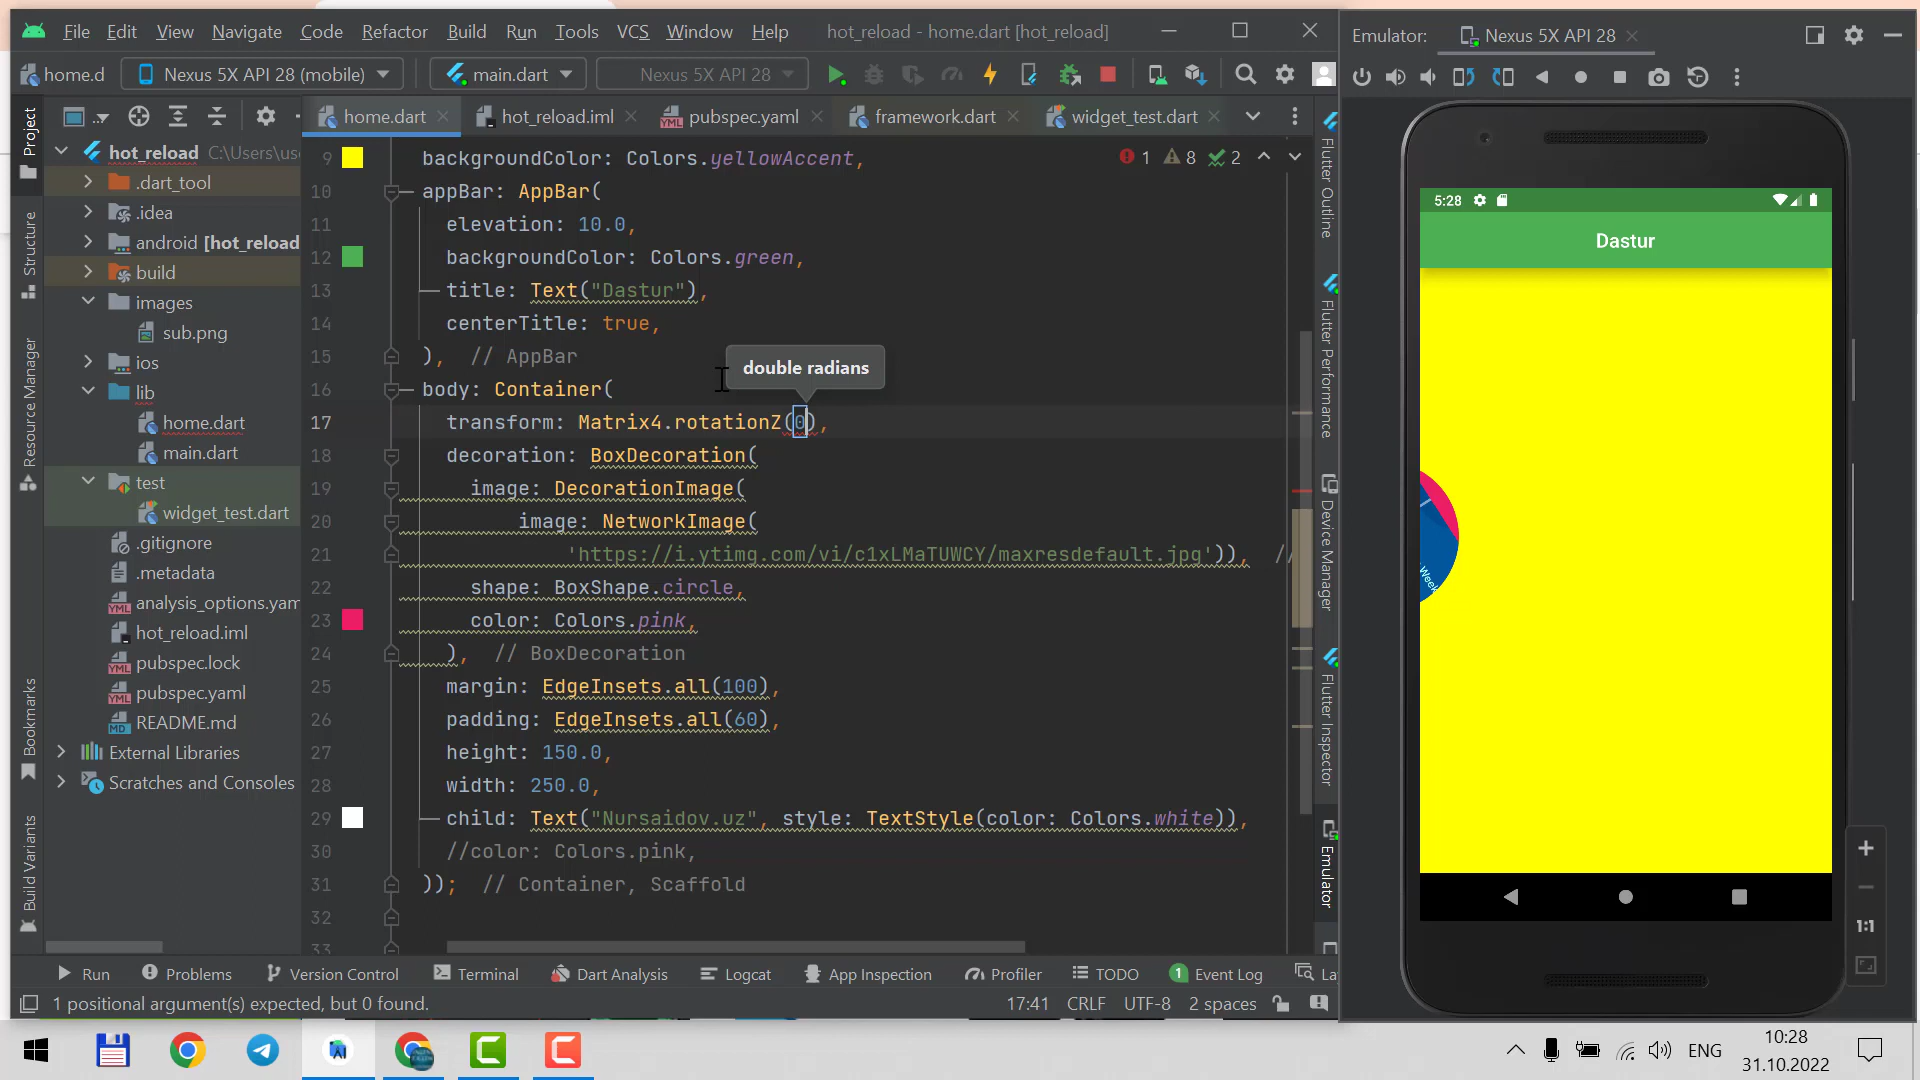 File Edit View Navigate Code Refactor Build Run Tools VCS Window Help hot_reload - home.dart [hot_reload]
home.d Nexus 5X API 28 (mobile) main.dart Nexus 5X API 28
home.dart hot_reload.iml pubspec.yaml framework.dart widget_test.dart
Project
Structure
Resource Manager
Bookmarks
Build Variants
hot_reload C:\Users\use
.dart_tool
.idea
android [hot_reload
build
images
sub.png
ios
lib
home.dart
main.dart
test
widget_test.dart
.gitignore
.metadata
analysis_options.yam
hot_reload.iml
pubspec.lock
pubspec.yaml
README.md
External Libraries
Scratches and Consoles
1 8 2
9 backgroundColor: Colors.yellowAccent,
10 appBar: AppBar(
11 elevation: 10.0,
12 backgroundColor: Colors.green,
13 title: Text("Dastur"),
14 centerTitle: true,
15 ), // AppBar
double radians
16 body: Container(
17 transform: Matrix4.rotationZ(0),
18 decoration: BoxDecoration(
19 image: DecorationImage(
20 image: NetworkImage(
21 'https://i.ytimg.com/vi/c1xLMaTUWCY/maxresdefault.jpg')), //
22 shape: BoxShape.circle,
23 color: Colors.pink,
24 ), // BoxDecoration
25 margin: EdgeInsets.all(100),
26 padding: EdgeInsets.all(60),
27 height: 150.0,
28 width: 250.0,
29 child: Text("Nursaidov.uz", style: TextStyle(color: Colors.white)),
30 //color: Colors.pink,
31 )); // Container, Scaffold
32
33
Flutter Outline
Flutter Performance
Device Manager
Flutter Inspector
Emulator
Run Problems Version Control Terminal Dart Analysis Logcat App Inspection Profiler TODO 1 Event Log La
1 positional argument(s) expected, but 0 found. 17:41 CRLF UTF-8 2 spaces
Emulator: Nexus 5X API 28
5:28
Dastur
Week
1:1
ENG
10:28
31.10.2022